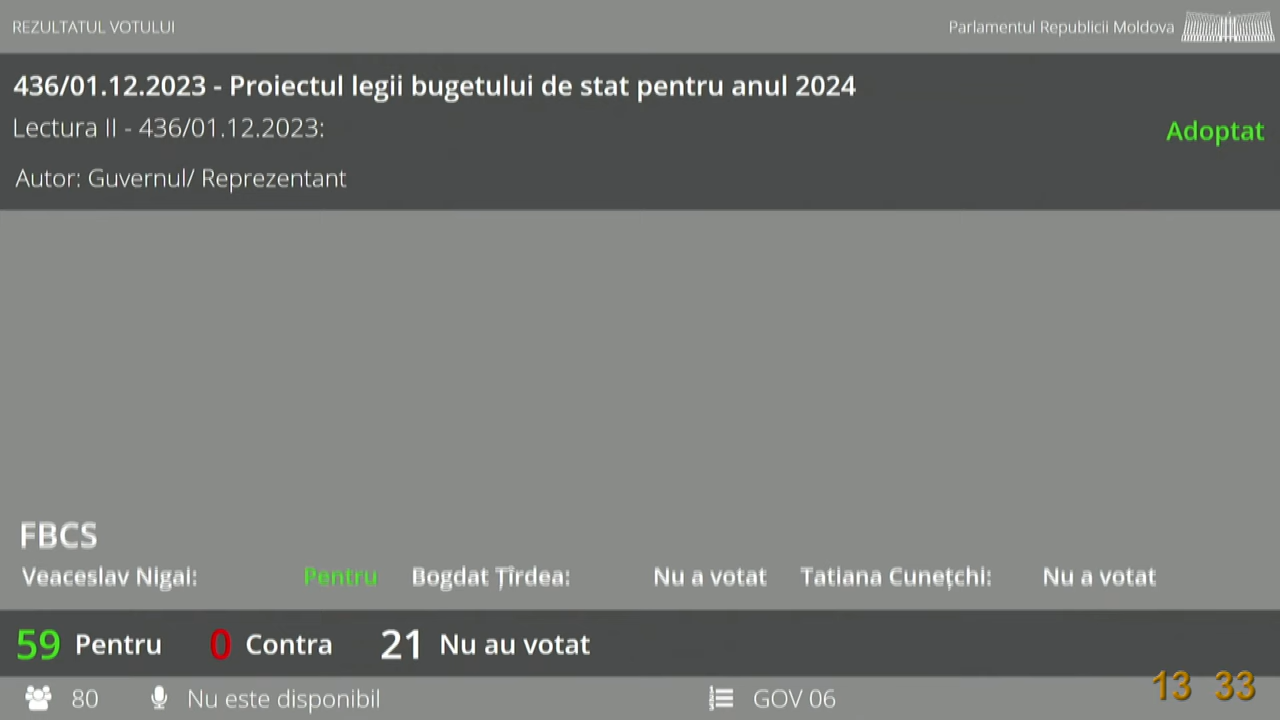 REZULTATUL VOTULUI
Parlamentul Republicii Moldova
436/01.12.2023 - Proiectul legii bugetului de stat pentru anul 2024
Lectura II - 436/01.12.2023:
Adoptat
Autor: Guvernul/ Reprezentant
FBCS
Veaceslav Nigai: Pentru Bogdat Țîrdea: Nu a votat Tatiana Cunețchi: Nu a votat
59 Pentru 0 Contra 21 Nu au votat
80 Nu este disponibil GOV 06
13 33